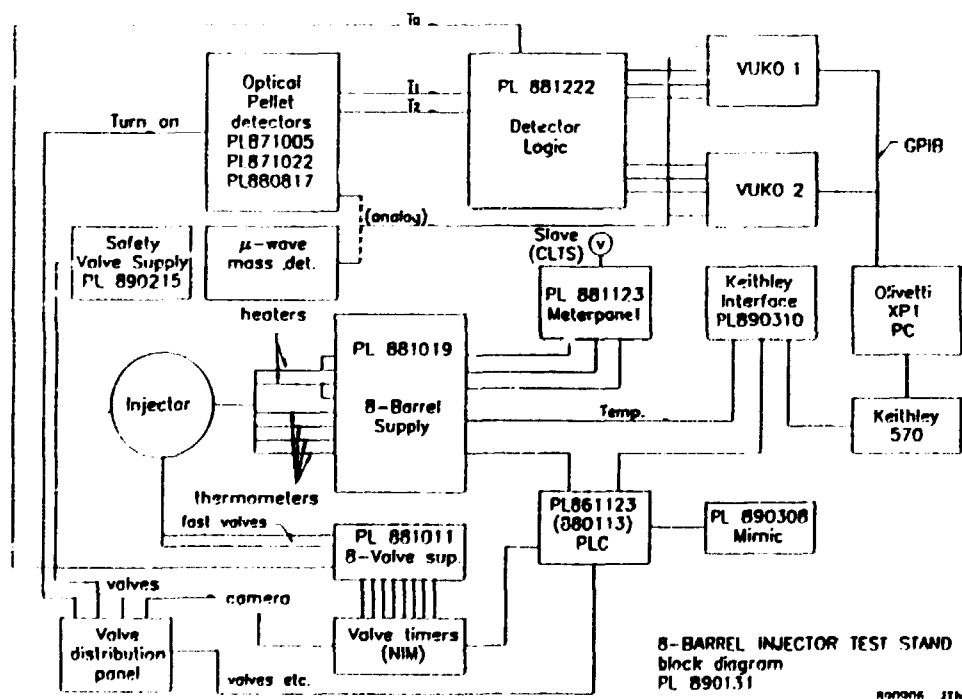 To
Optical
Pellet
detectors
PL871005
PL871022
PL880817
T1
T2
PL 881222
Detector
Logic
VUKO 1
Turn on
GPIB
VUKO 2
(analog)
Safety
Valve Supply
PL 890215
μ-wave
mass det.
Slave
(CLTS)
V
PL 881123
Meterpanel
Keithley
Interface
PL890310
Olivetti
XP1
PC
heaters
PL 881019
8-Barrel
Supply
Injector
Temp.
Keithley
570
thermometers
fast valves
PL 881011
8-Valve sup.
PL861123
(880113)
PLC
PL 890308
Mimic
valves
camera
Valve
distribution
panel
Valve timers
(NIM)
valves etc.
8-BARREL INJECTOR TEST STAND
block diagram
PL 890131
890906 JTN